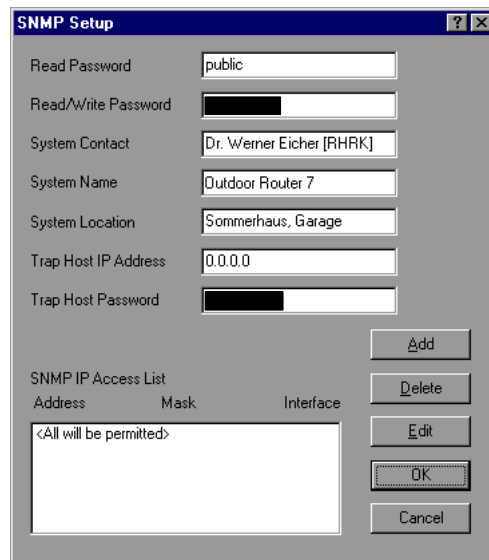 SNMP Setup
Read Password public
Read/Write Password
System Contact Dr. Werner Eicher [RHRK]
System Name Outdoor Router 7
System Location Sommerhaus, Garage
Trap Host IP Address 0.0.0.0
Trap Host Password
Add
SNMP IP Access List
Delete
Address Mask Interface
<All will be permitted>
Edit
OK
Cancel